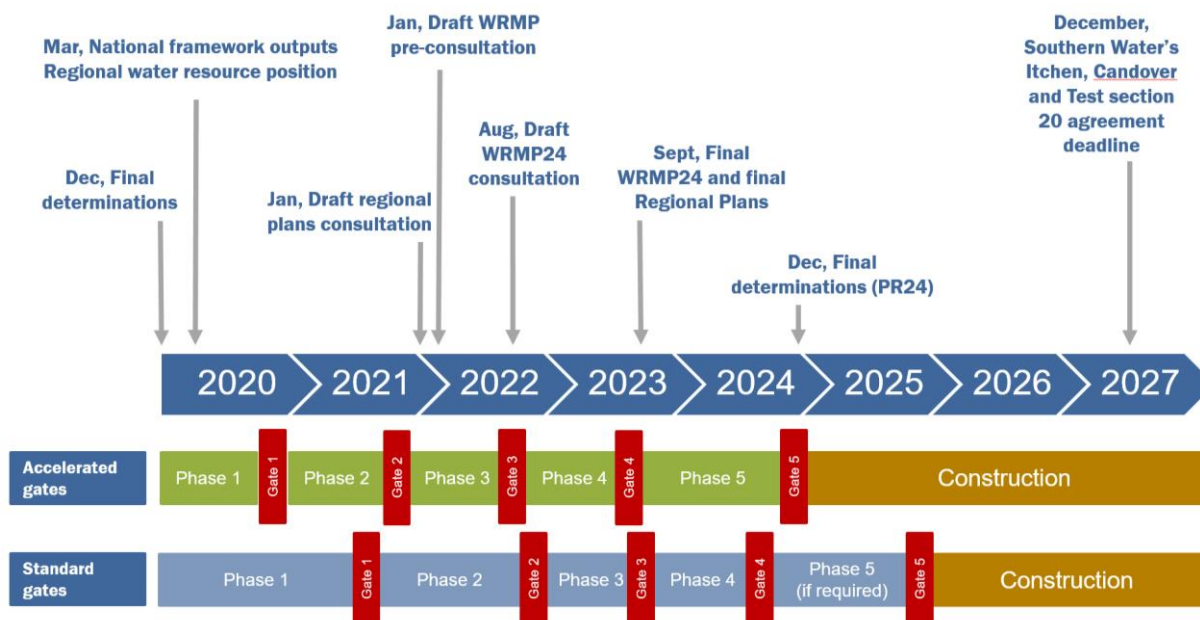 Mar, National framework outputs
Regional water resource position
Jan, Draft WRMP
pre-consultation
December,
Southern Water's
Itchen, Candover
and Test section
20 agreement
deadline
Dec, Final
determinations
Jan, Draft regional
plans consultation
Aug, Draft
WRMP24
consultation
Sept, Final
WRMP24 and final
Regional Plans
Dec, Final
determinations (PR24)
2020
2021
2022
2023
2024
2025
2026
2027
Accelerated
gates
Phase 1
Gate 1
Phase 2
Gate 2
Phase 3
Gate 3
Phase 4
Gate 4
Phase 5
Gate 5
Construction
Standard
gates
Phase 1
Gate 1
Phase 2
Gate 2
Phase 3
Gate 3
Phase 4
Gate 4
Phase 5
(if required)
Gate 5
Construction